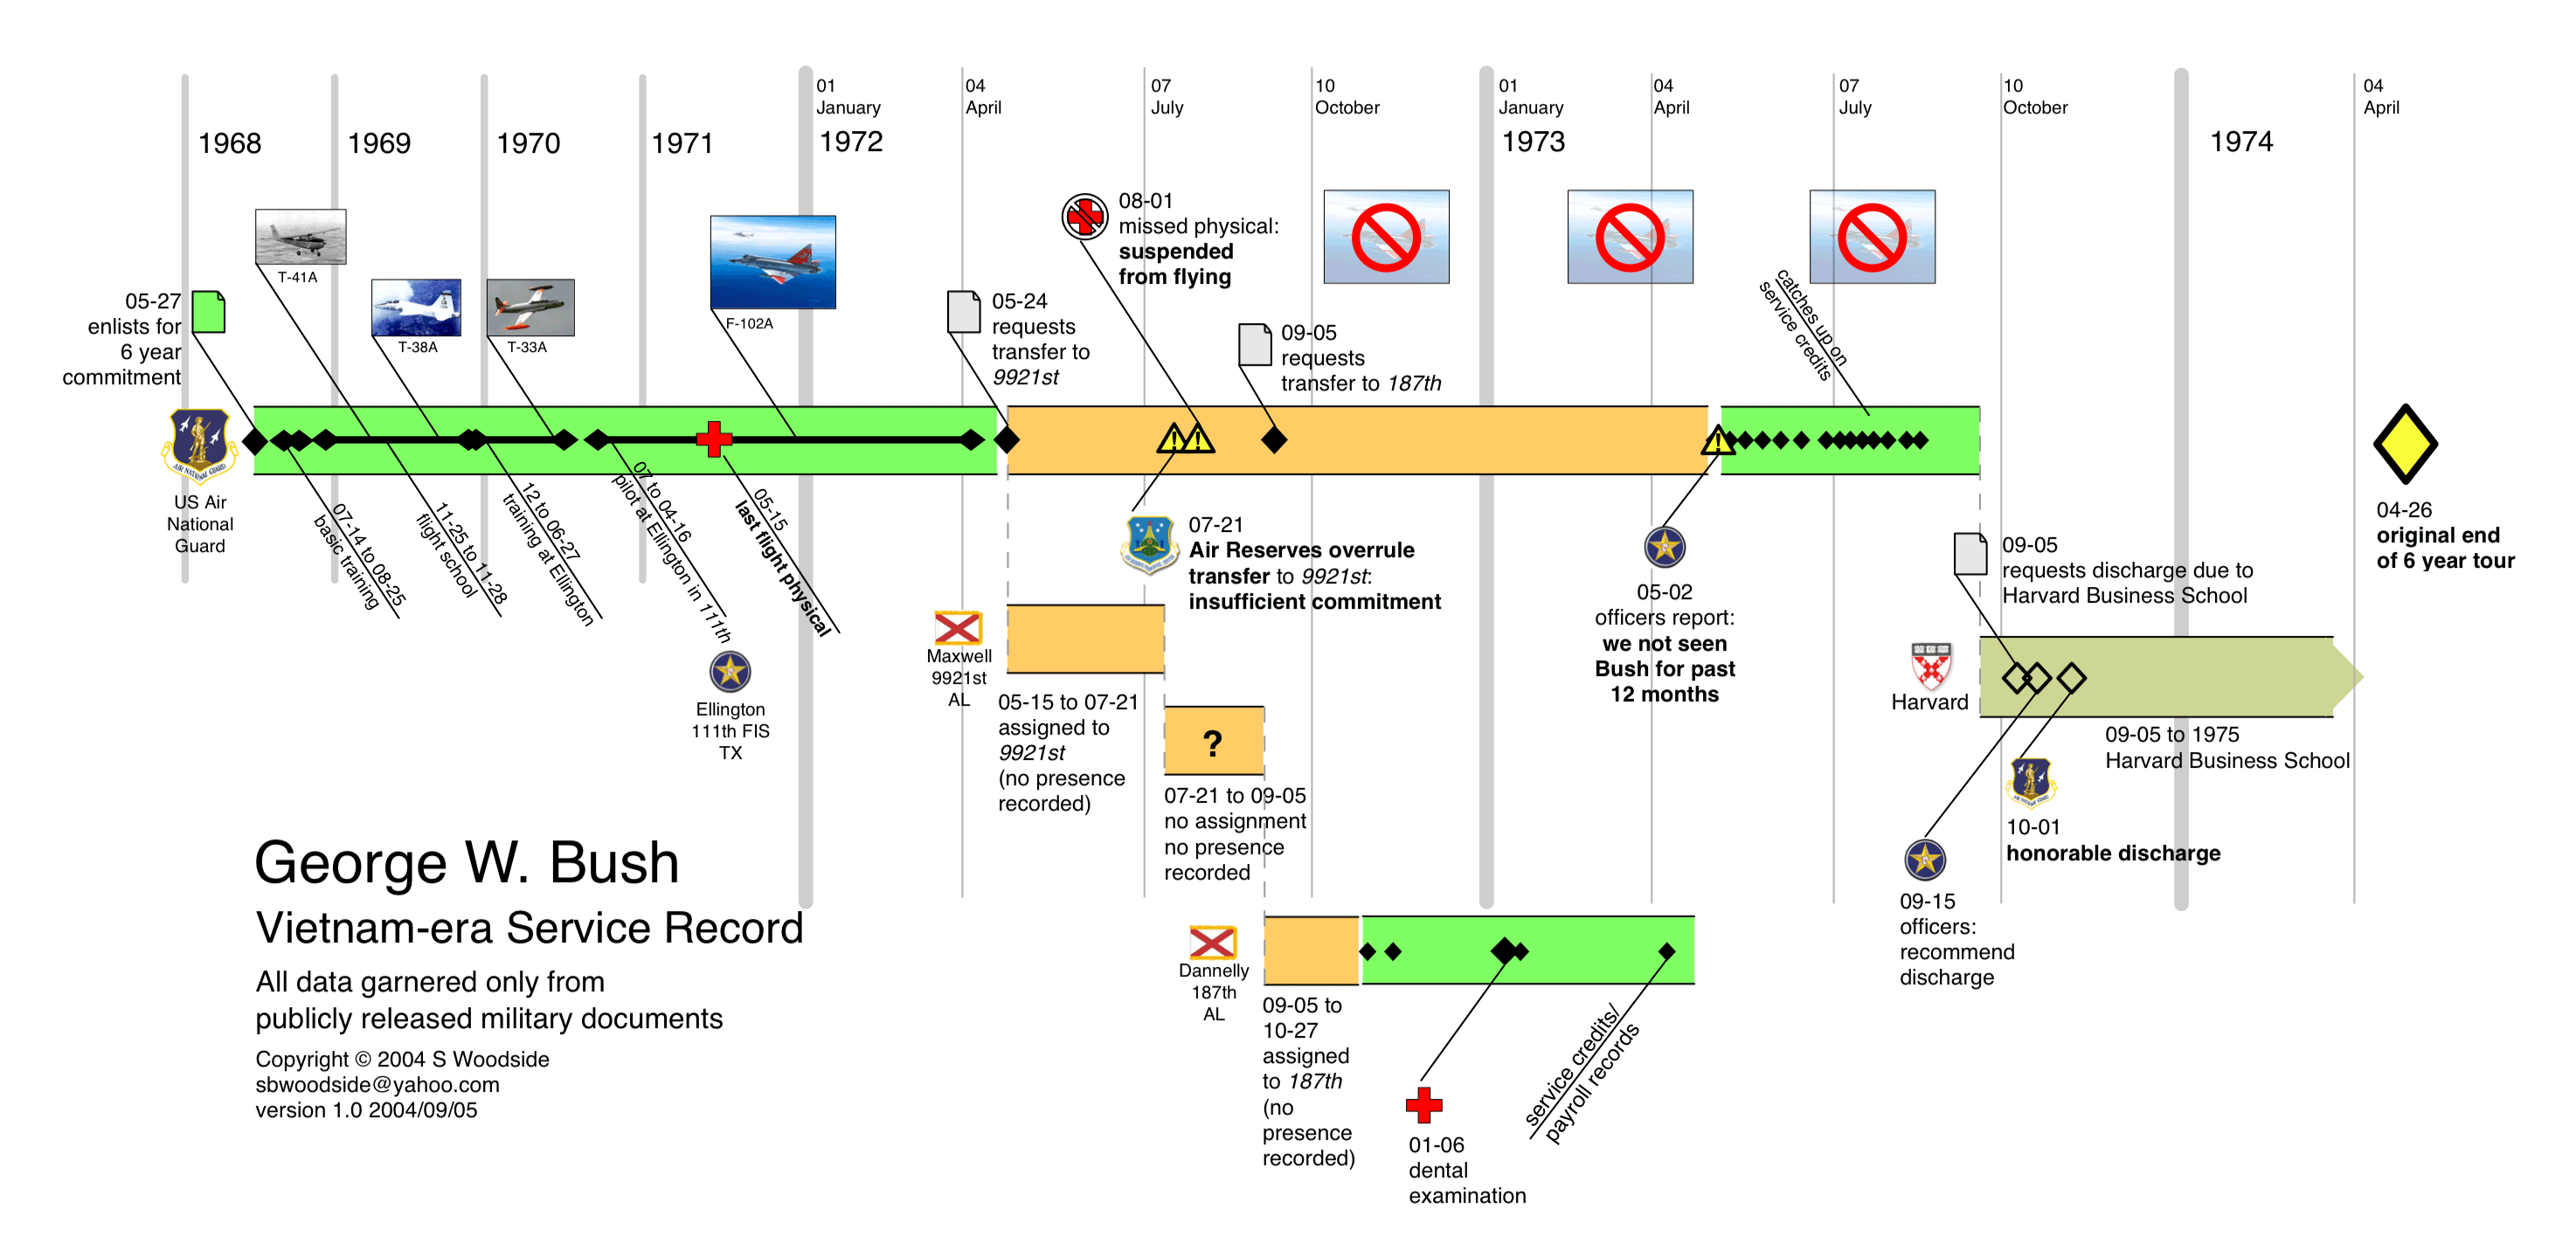 01
January
04
April
07
July
10
October
01
January
04
April
07
July
10
October
04
April
1968
1969
1970
1971
1972
1973
1974
T-41A
T-38A
T-33A
F-102A
05-27
enlists for
6 year
commitment
05-24
requests
transfer to
9921st
08-01
missed physical:
suspended
from flying
09-05
requests
transfer to 187th
catches up on
service credits
US Air
National
Guard
07-14 to 08-25
basic training
11-25 to 11-28
flight school
12 to 06-27
training at Ellington
07 to 04-16
pilot at Ellington in 111th
05-15
last flight physical
Ellington
111th FIS
TX
07-21
Air Reserves overrule
transfer to 9921st:
insufficient commitment
Maxwell
9921st
AL
05-15 to 07-21
assigned to
9921st
(no presence
recorded)
?
07-21 to 09-05
no assignment
no presence
recorded
05-02
officers report:
we not seen
Bush for past
12 months
09-05
requests discharge due to
Harvard Business School
04-26
original end
of 6 year tour
Harvard
09-05 to 1975
Harvard Business School
10-01
honorable discharge
09-15
officers:
recommend
discharge
Dannelly
187th
AL
09-05 to
10-27
assigned
to 187th
(no
presence
recorded)
01-06
dental
examination
service credits/
payroll records
George W. Bush
Vietnam-era Service Record
All data garnered only from
publicly released military documents
Copyright © 2004 S Woodside
sbwoodside@yahoo.com
version 1.0 2004/09/05